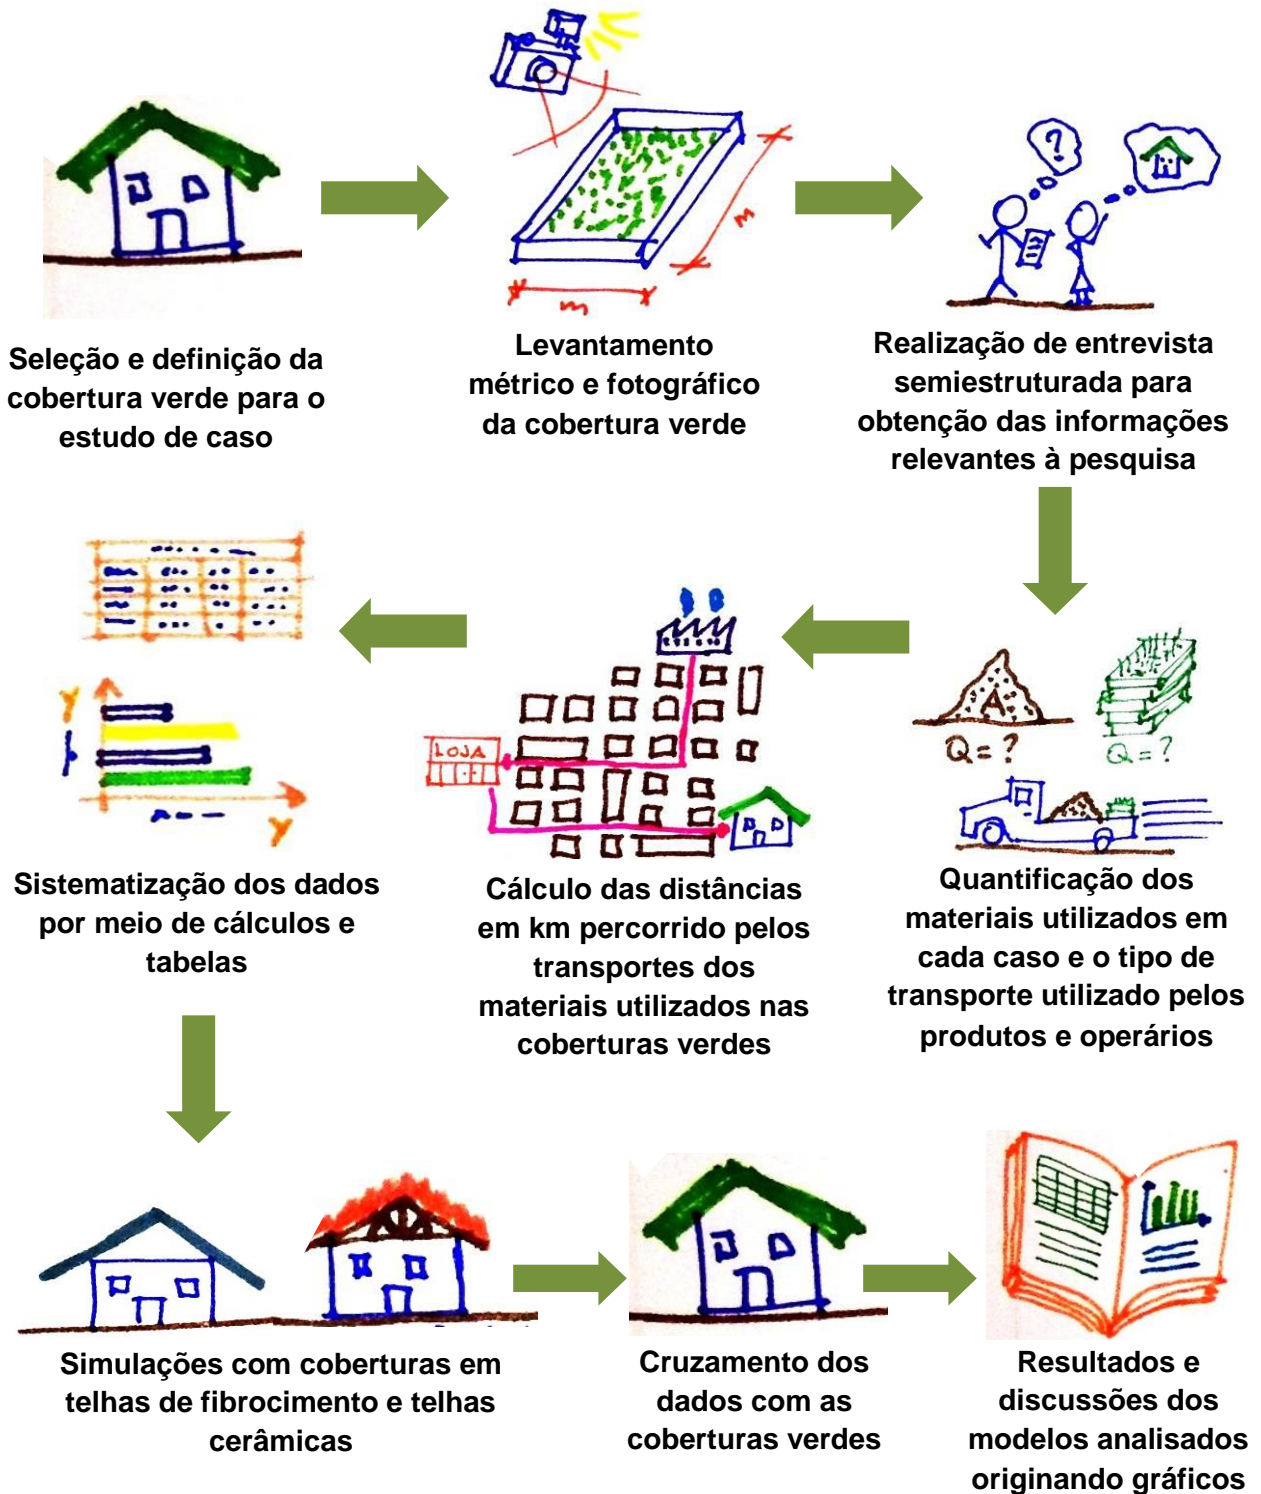 m
m
?
Seleção e definição da
cobertura verde para o
estudo de caso
Levantamento
métrico e fotográfico
da cobertura verde
Realização de entrevista
semiestruturada para
obtenção das informações
relevantes à pesquisa
A
Q = ?
Q = ?
LOJA
Y
Y
Quantificação dos
materiais utilizados em
cada caso e o tipo de
transporte utilizado pelos
produtos e operários
Cálculo das distâncias
em km percorrido pelos
transportes dos
materiais utilizados nas
coberturas verdes
Sistematização dos dados
por meio de cálculos e
tabelas
Simulações com coberturas em
telhas de fibrocimento e telhas
cerâmicas
Cruzamento dos
dados com as
coberturas verdes
Resultados e
discussões dos
modelos analisados
originando gráficos